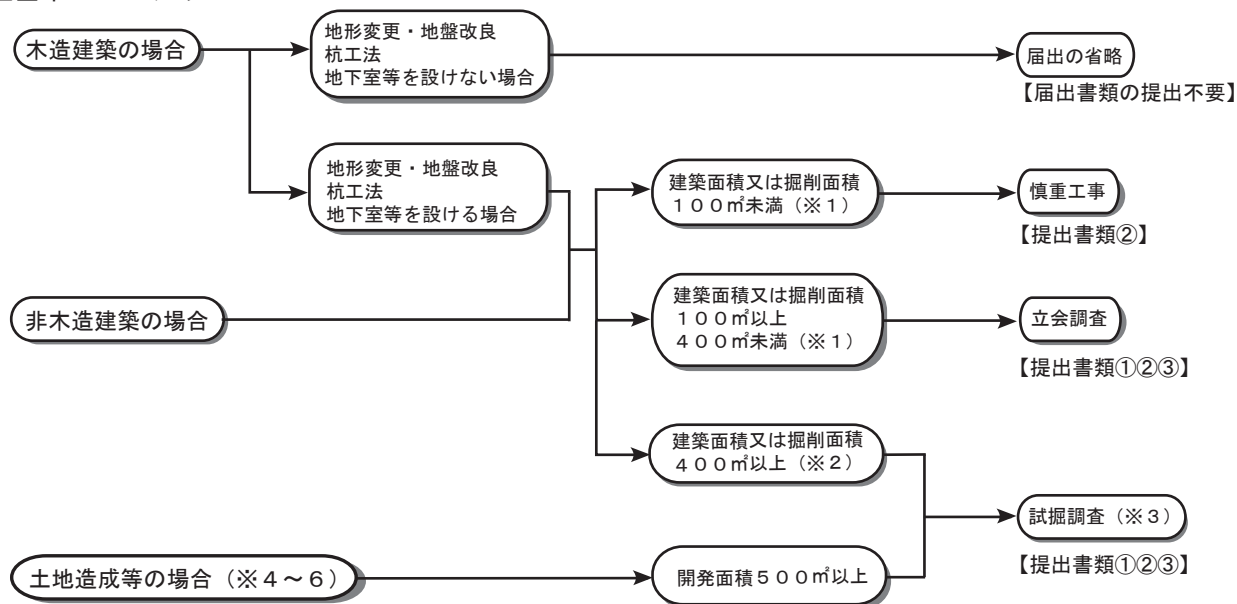 木造建築の場合
地形変更・地盤改良
杭工法
地下室等を設けない場合
届出の省略
【届出書類の提出不要】
地形変更・地盤改良
杭工法
地下室等を設ける場合
建築面積又は掘削面積
100㎡未満(※1)
慎重工事
【提出書類②】
非木造建築の場合
建築面積又は掘削面積
100㎡以上
400㎡未満(※1)
立会調査
【提出書類①②③】
建築面積又は掘削面積
400㎡以上(※2)
試掘調査(※3)
【提出書類①②③】
土地造成等の場合(※4~6)
開発面積500㎡以上